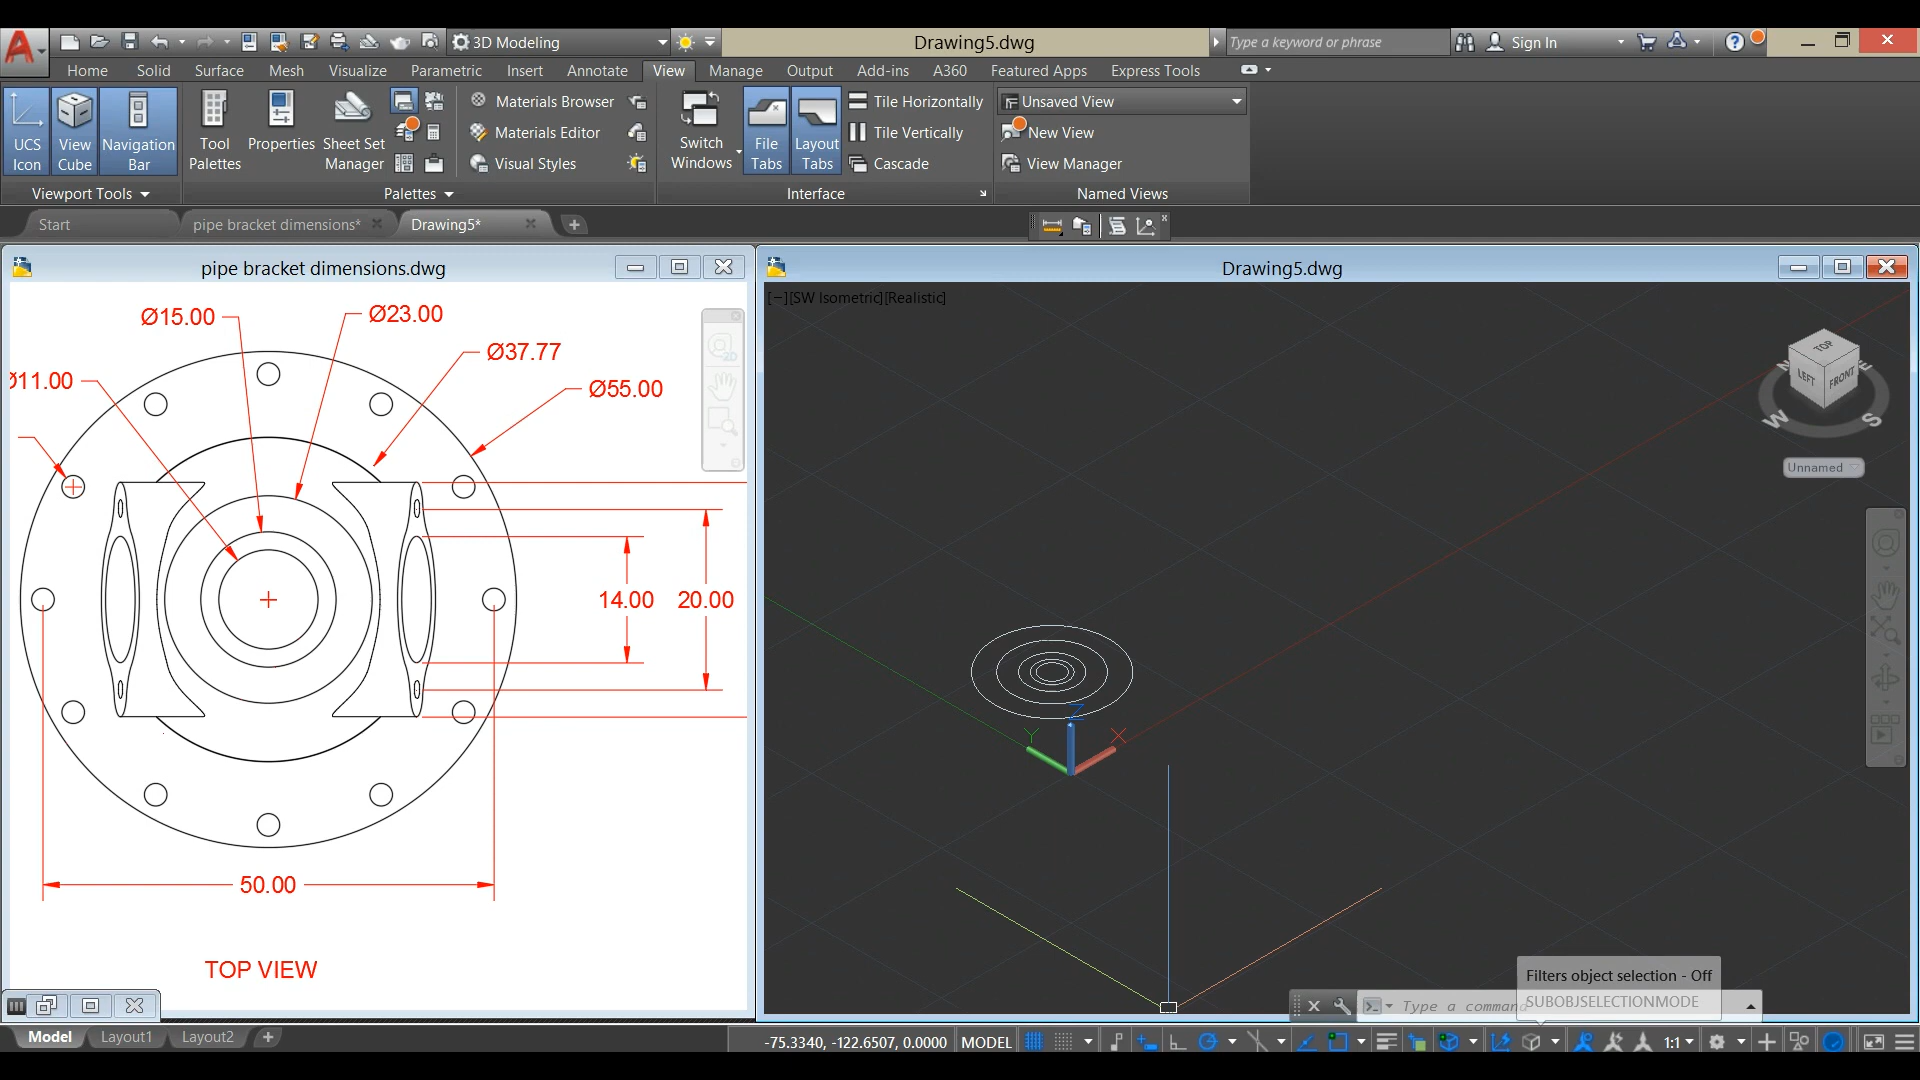 3D Modeling
Drawing5.dwg
Type a keyword or phrase
Sign In
Home Solid Surface Mesh Visualize Parametric Insert Annotate View Manage Output Add-ins A360 Featured Apps Express Tools
UCS Icon
View Cube
Navigation Bar
Viewport Tools
Tool Palettes
Properties
Sheet Set Manager
Materials Browser
Materials Editor
Visual Styles
Palettes
Switch Windows
File Tabs
Layout Tabs
Tile Horizontally
Tile Vertically
Cascade
Interface
Unsaved View
New View
View Manager
Named Views
Start
pipe bracket dimensions*
Drawing5*
pipe bracket dimensions.dwg
Ø15.00
Ø23.00
Ø37.77
Ø55.00
Ø11.00
14.00
20.00
50.00
TOP VIEW
2D
Drawing5.dwg
[−][SW Isometric][Realistic]
TOP
LEFT
FRONT
N
E
W
S
Unnamed
Z
Y
X
Filters object selection - Off
SUBOBJSELECTIONMODE
Type a command
Model Layout1 Layout2
-75.3340, -122.6507, 0.0000 MODEL
1:1